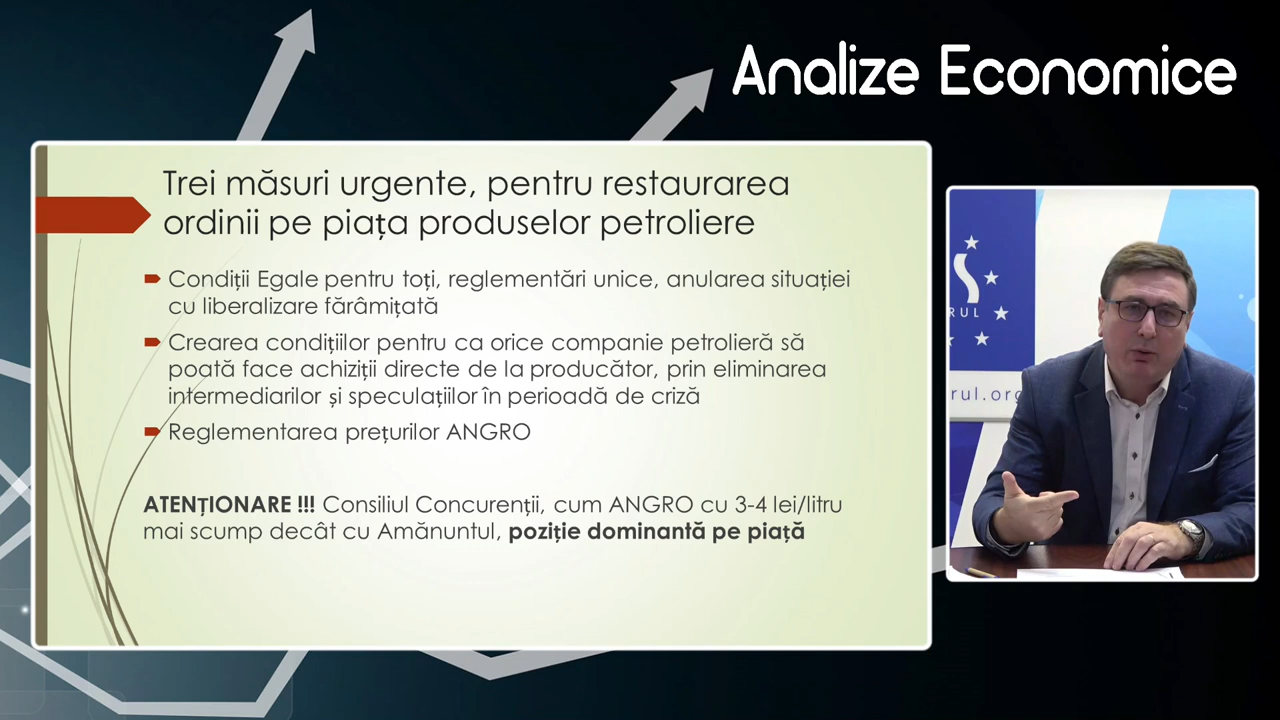 Analize Economice
Trei măsuri urgente, pentru restaurarea
ordinii pe piața produselor petroliere
Condiții Egale pentru toți, reglementări unice, anularea situației
cu liberalizare fărâmițată
Crearea condițiilor pentru ca orice companie petrolieră să
poată face achiziții directe de la producător, prin eliminarea
intermediarilor și speculațiilor în perioadă de criză
Reglementarea prețurilor ANGRO
ATENȚIONARE !!! Consiliul Concurenții, cum ANGRO cu 3-4 lei/litru
mai scump decât cu Amănuntul, poziție dominantă pe piață
RUL
rul.org